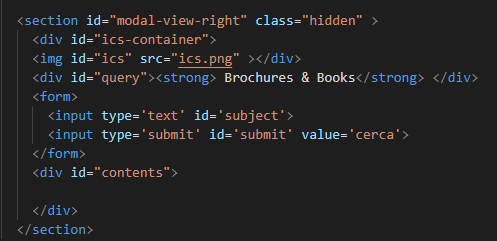 <section id="modal-view-right" class="hidden" >
<div id="ics-container">
<img id="ics" src="ics.png" ></div>
<div id="query"><strong> Brochures & Books</strong> </div>
<form>
<input type='text' id='subject'>
<input type='submit' id='submit' value='cerca'>
</form>
<div id="contents">
</div>
</section>